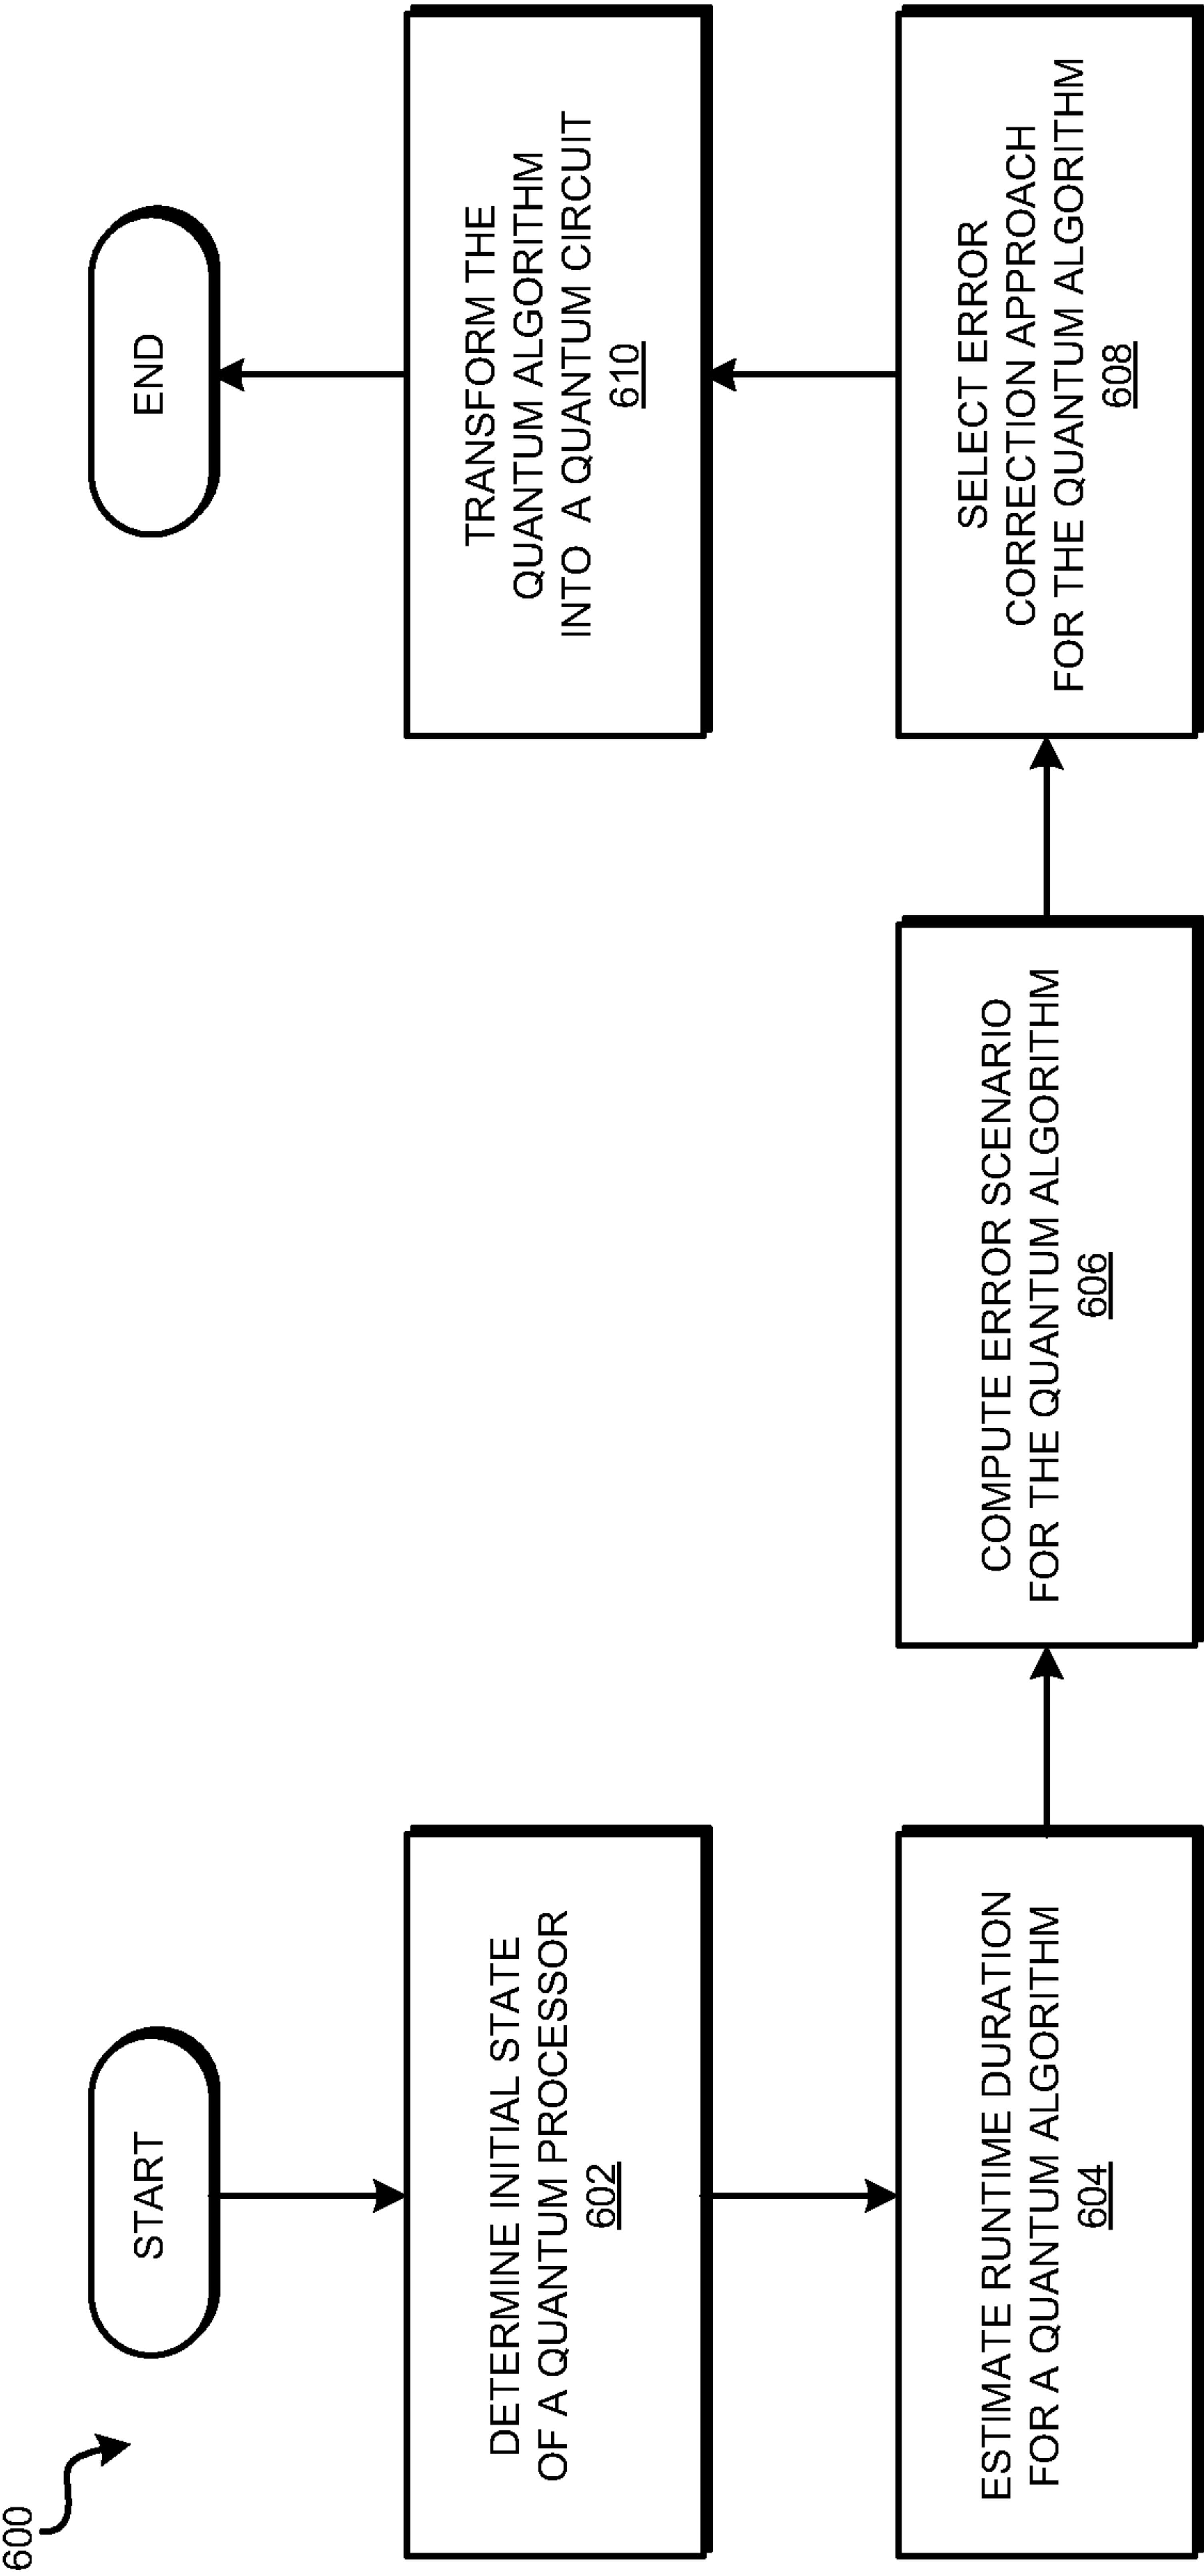 600
START
DETERMINE INITIAL STATE
OF A QUANTUM PROCESSOR
602
ESTIMATE RUNTIME DURATION
FOR A QUANTUM ALGORITHM
604
COMPUTE ERROR SCENARIO
FOR THE QUANTUM ALGORITHM
606
SELECT ERROR
CORRECTION APPROACH
FOR THE QUANTUM ALGORITHM
608
TRANSFORM THE
QUANTUM ALGORITHM
INTO A QUANTUM CIRCUIT
610
END